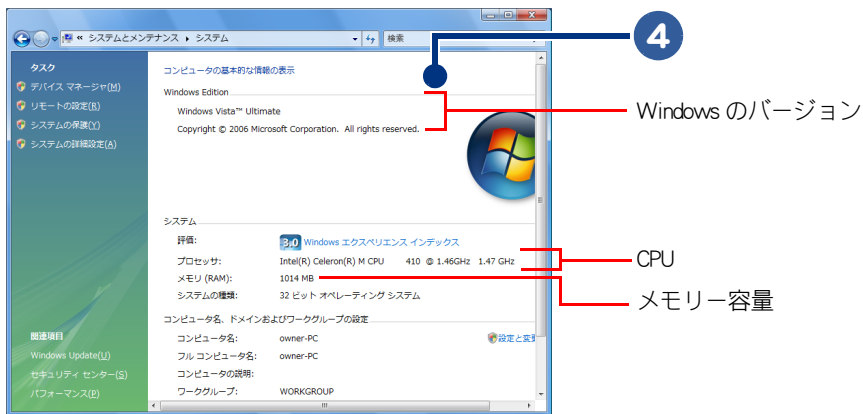 « システムとメンテナンス ▸ システム
検索
4
タスク
デバイス マネージャ(M)
リモートの設定(R)
システムの保護(Y)
システムの詳細設定(A)
コンピュータの基本的な情報の表示
Windows Edition
Windows Vista™ Ultimate
Copyright © 2006 Microsoft Corporation. All rights reserved.
Windows のバージョン
システム
評価:
3.0 Windows エクスペリエンス インデックス
プロセッサ:
Intel(R) Celeron(R) M CPU 410 @ 1.46GHz 1.47 GHz
CPU
メモリ (RAM):
1014 MB
メモリー容量
システムの種類:
32 ビット オペレーティング システム
コンピュータ名、ドメインおよびワークグループの設定
コンピュータ名:
owner-PC
設定と変
フル コンピュータ名:
owner-PC
コンピュータの説明:
ワークグループ:
WORKGROUP
関連項目
Windows Update(U)
セキュリティ センター(S)
パフォーマンス(P)